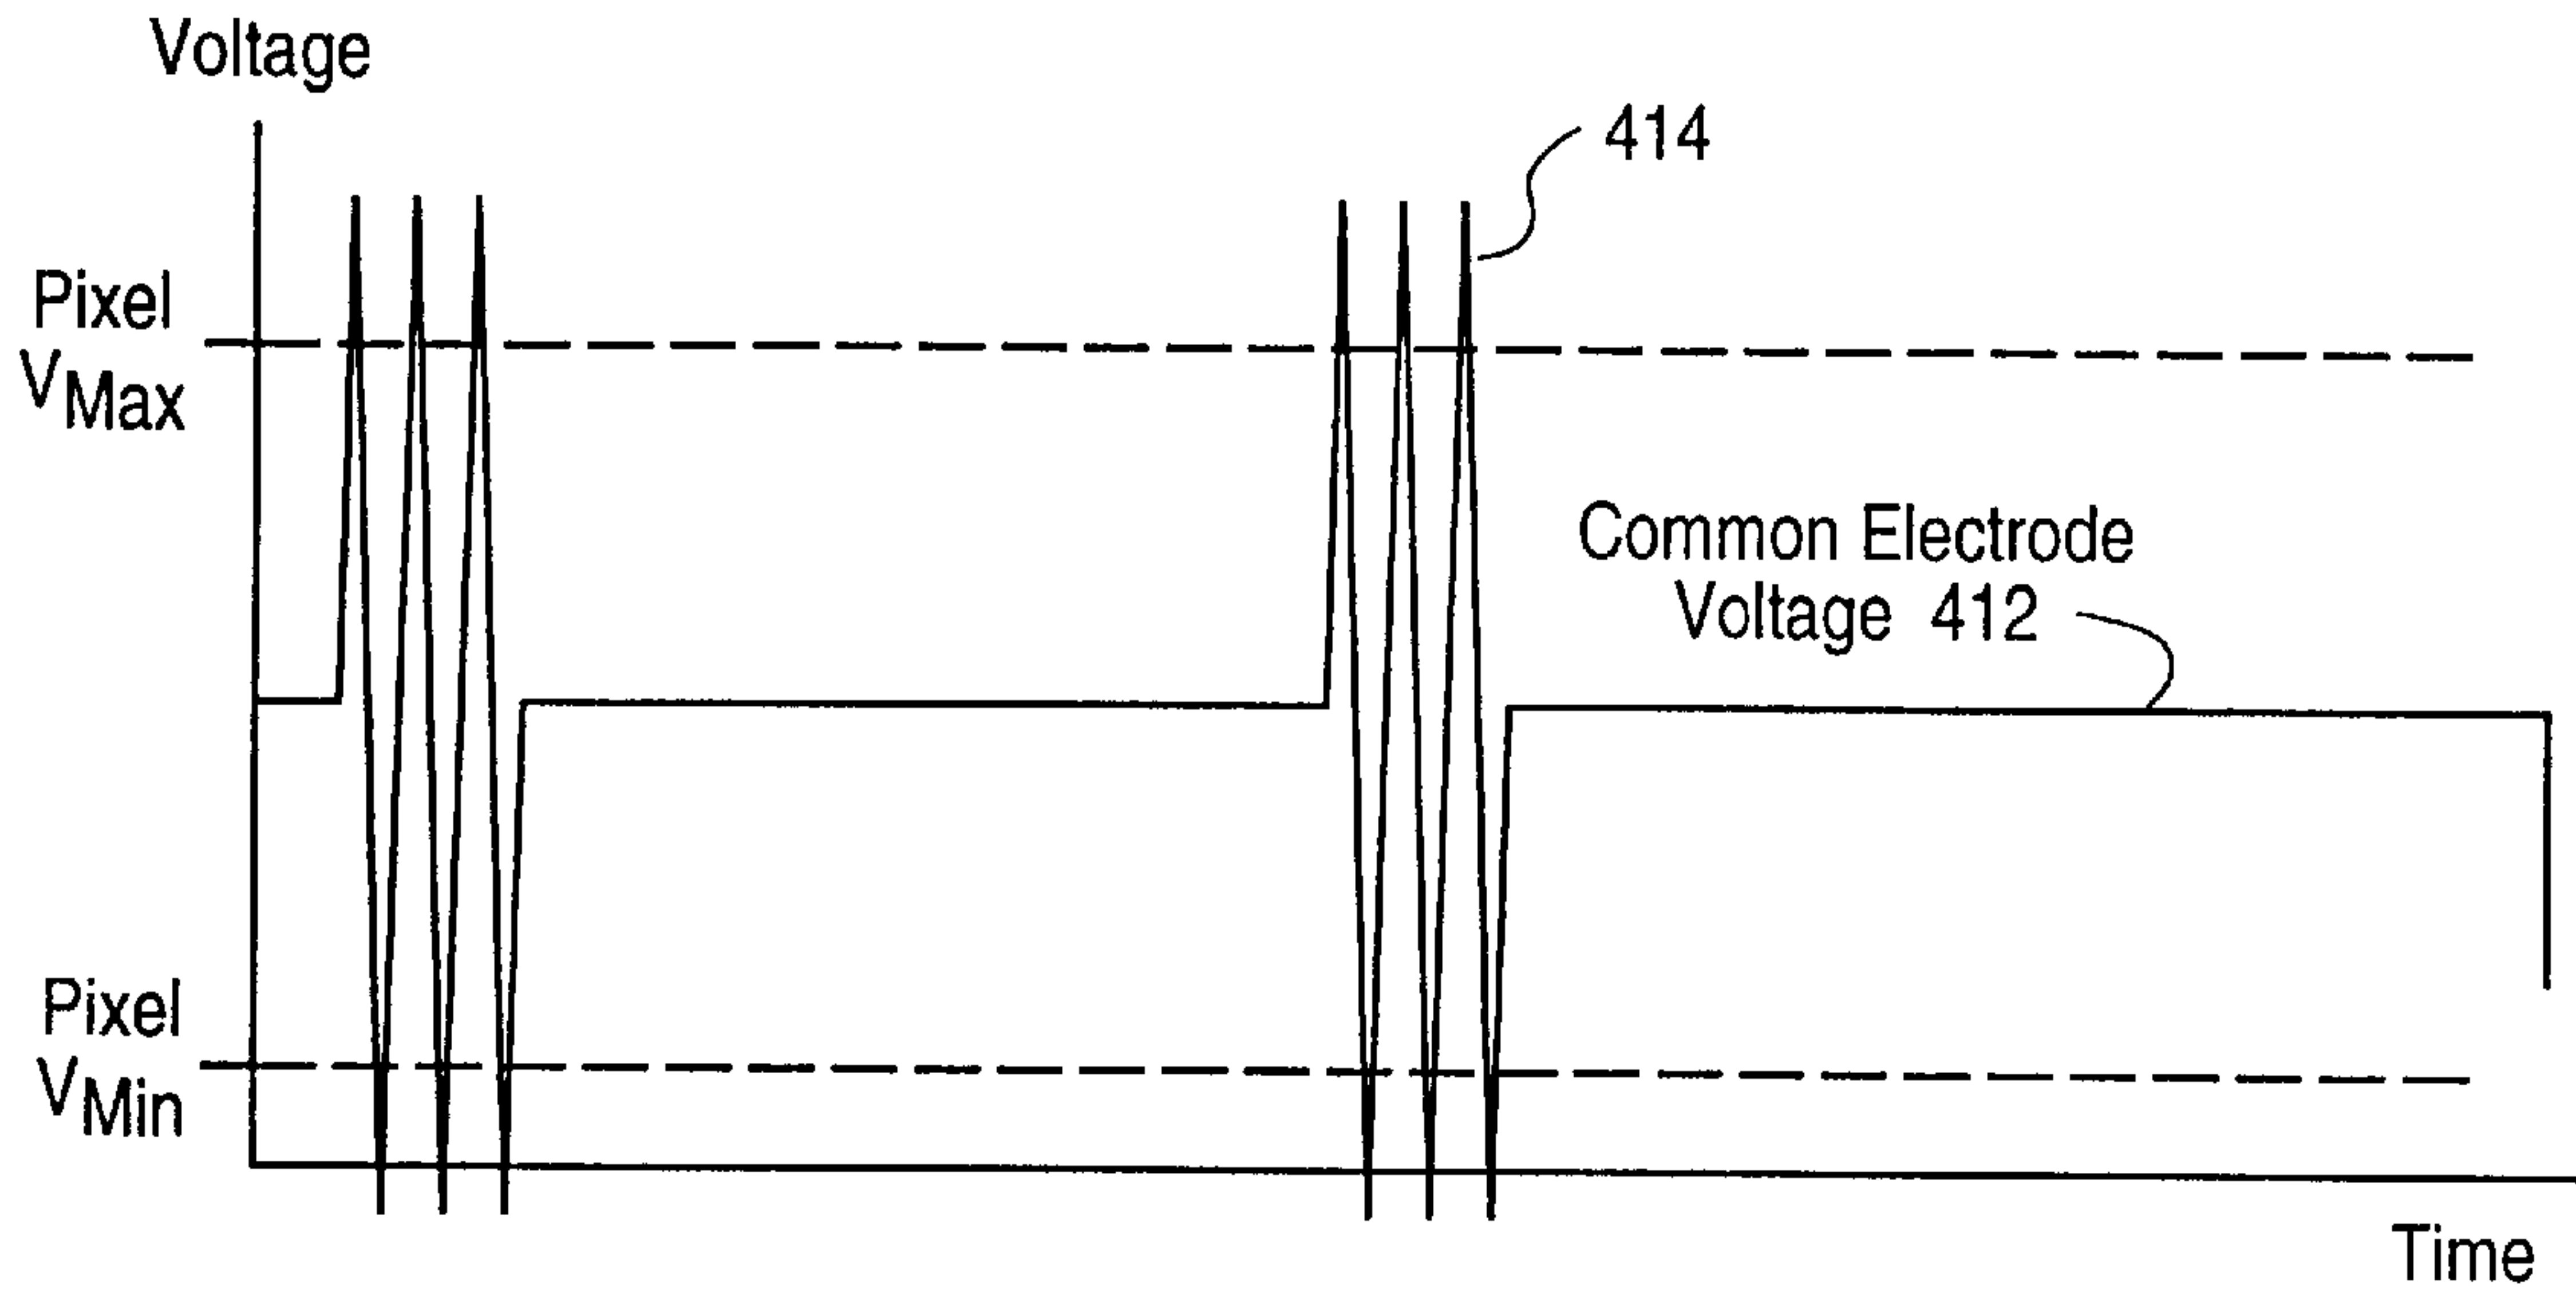 Voltage
414
Pixel
VMax
Common Electrode
Voltage 412
Pixel
VMin
Time